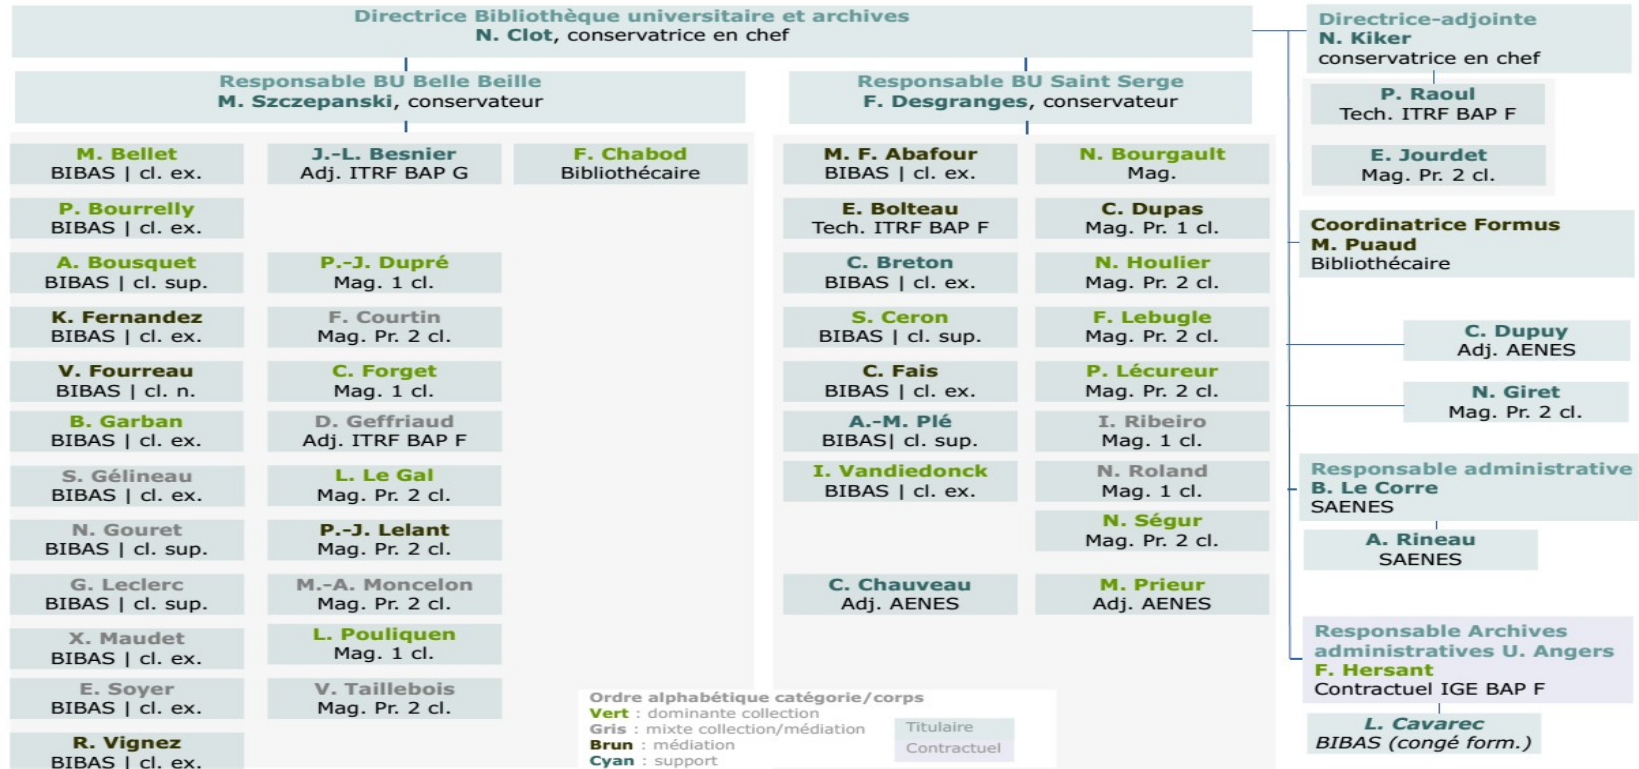 Directrice Bibliothèque universitaire et archives
N. Clot, conservatrice en chef
Responsable BU Belle Beille
M. Szczepanski, conservateur
M. Bellet
BIBAS | cl. ex.
P. Bourrelly
BIBAS | cl. ex.
A. Bousquet
BIBAS | cl. sup.
K. Fernandez
BIBAS | cl. ex.
V. Fourreau
BIBAS | cl. n.
B. Garban
BIBAS | cl. ex.
S. Gélineau
BIBAS | cl. ex.
N. Gouret
BIBAS | cl. sup.
G. Leclerc
BIBAS | cl. sup.
X. Maudet
BIBAS | cl. ex.
E. Soyer
BIBAS | cl. ex.
R. Vignez
BIBAS | cl. ex.
J.-L. Besnier
Adj. ITRF BAP G
P.-J. Dupré
Mag. 1 cl.
F. Courtin
Mag. Pr. 2 cl.
C. Forget
Mag. 1 cl.
D. Geffriaud
Adj. ITRF BAP F
L. Le Gal
Mag. Pr. 2 cl.
P.-J. Lelant
Mag. Pr. 2 cl.
M.-A. Moncelon
Mag. Pr. 2 cl.
L. Pouliquen
Mag. 1 cl.
V. Taillebois
Mag. Pr. 2 cl.
F. Chabod
Bibliothécaire
Responsable BU Saint Serge
F. Desgranges, conservateur
M. F. Abafour
BIBAS | cl. ex.
E. Bolteau
Tech. ITRF BAP F
C. Breton
BIBAS | cl. ex.
S. Ceron
BIBAS | cl. sup.
C. Fais
BIBAS | cl. ex.
A.-M. Plé
BIBAS| cl. sup.
I. Vandiedonck
BIBAS | cl. ex.
C. Chauveau
Adj. AENES
N. Bourgault
Mag.
C. Dupas
Mag. Pr. 1 cl.
N. Houlier
Mag. Pr. 2 cl.
F. Lebugle
Mag. Pr. 2 cl.
P. Lécureur
Mag. Pr. 2 cl.
I. Ribeiro
Mag. 1 cl.
N. Roland
Mag. 1 cl.
N. Ségur
Mag. Pr. 2 cl.
M. Prieur
Adj. AENES
Directrice-adjointe
N. Kiker
conservatrice en chef
P. Raoul
Tech. ITRF BAP F
E. Jourdet
Mag. Pr. 2 cl.
Coordinatrice Formus
M. Puaud
Bibliothécaire
C. Dupuy
Adj. AENES
N. Giret
Mag. Pr. 2 cl.
Responsable administrative
B. Le Corre
SAENES
A. Rineau
SAENES
Responsable Archives
administratives U. Angers
F. Hersant
Contractuel IGE BAP F
L. Cavarec
BIBAS (congé form.)
Ordre alphabétique catégorie/corps
Vert : dominante collection
Gris : mixte collection/médiation
Brun : médiation
Cyan : support
Titulaire
Contractuel